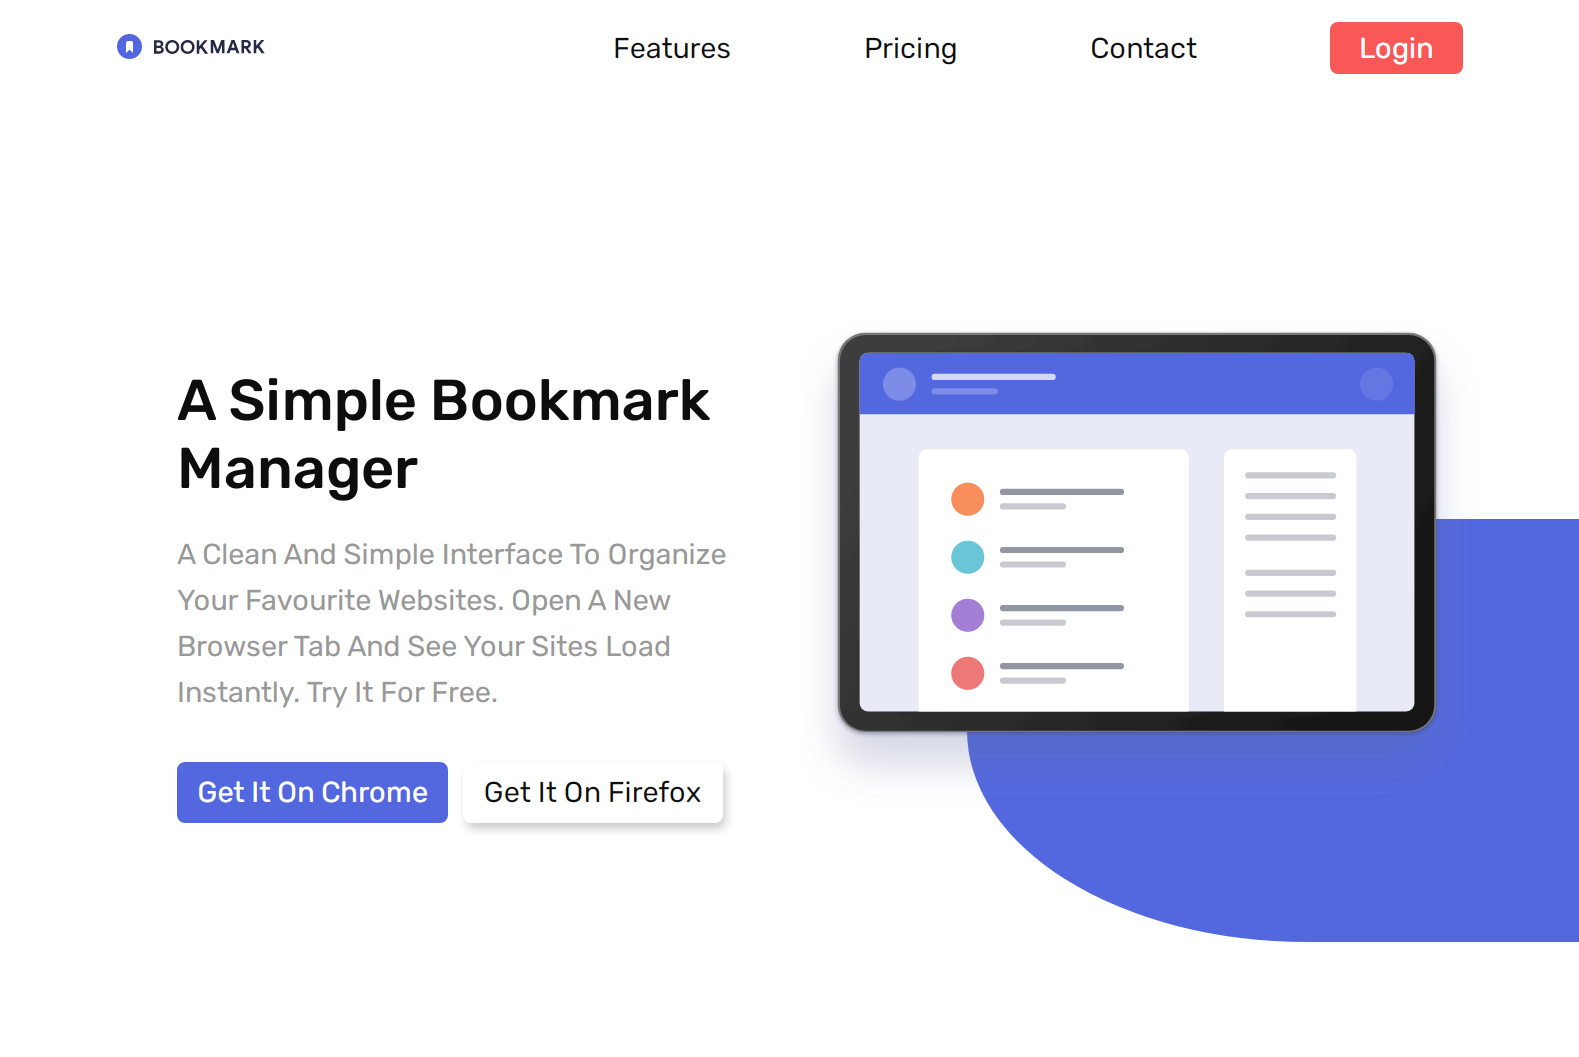 BOOKMARK
Features
Pricing
Contact
Login
A Simple Bookmark
Manager
A Clean And Simple Interface To Organize
Your Favourite Websites. Open A New
Browser Tab And See Your Sites Load
Instantly. Try It For Free.
Get It On Chrome
Get It On Firefox